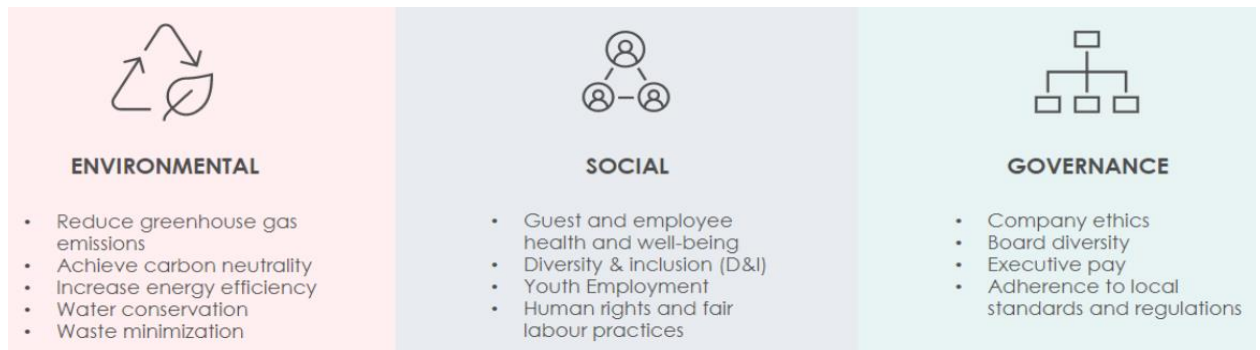 ENVIRONMENTAL
• Reduce greenhouse gas
emissions
• Achieve carbon neutrality
• Increase energy efficiency
• Water conservation
• Waste minimization
SOCIAL
• Guest and employee
health and well-being
• Diversity & inclusion (D&I)
• Youth Employment
• Human rights and fair
labour practices
GOVERNANCE
• Company ethics
• Board diversity
• Executive pay
• Adherence to local
standards and regulations